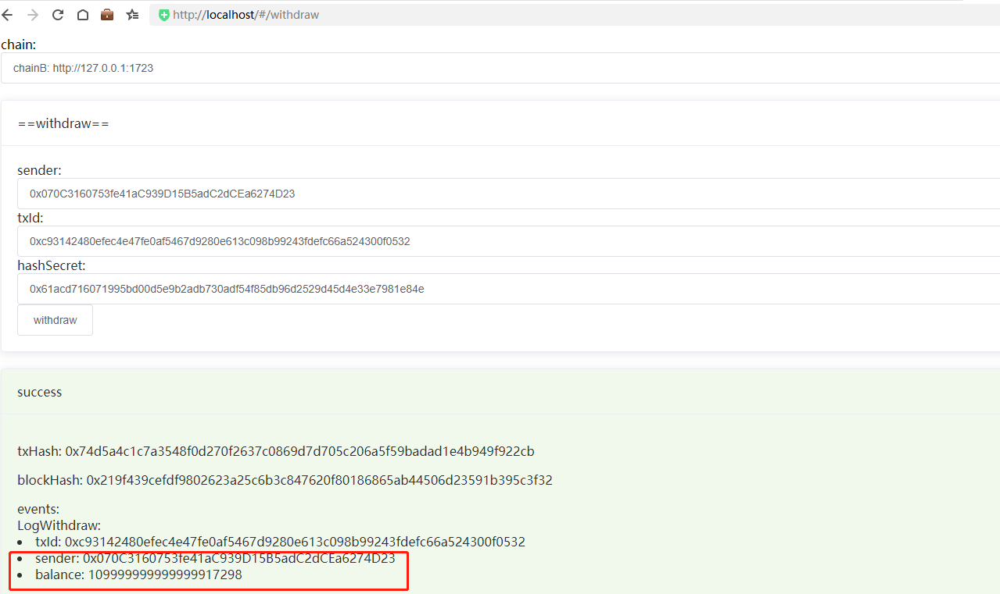 http://localhost/#/withdraw
chain:
chainB: http://127.0.0.1:1723
==withdraw==
sender:
0x070C3160753fe41aC939D15B5adC2dCEa6274D23
txId:
0xc93142480efec4e47fe0af5467d9280e613c098b99243fdefc66a524300f0532
hashSecret:
0x61acd716071995bd00d5e9b2adb730adf54f85db96d2529d45d4e33e7981e84e
withdraw
success
txHash: 0x74d5a4c1c7a3548f0d270f2637c0869d7d705c206a5f59badad1e4b949f922cb
blockHash: 0x219f439cefdf9802623a25c6b3c847620f80186865ab44506d23591b395c3f32
events:
LogWithdraw:
• txId: 0xc93142480efec4e47fe0af5467d9280e613c098b99243fdefc66a524300f0532
• sender: 0x070C3160753fe41aC939D15B5adC2dCEa6274D23
• balance: 109999999999999917298